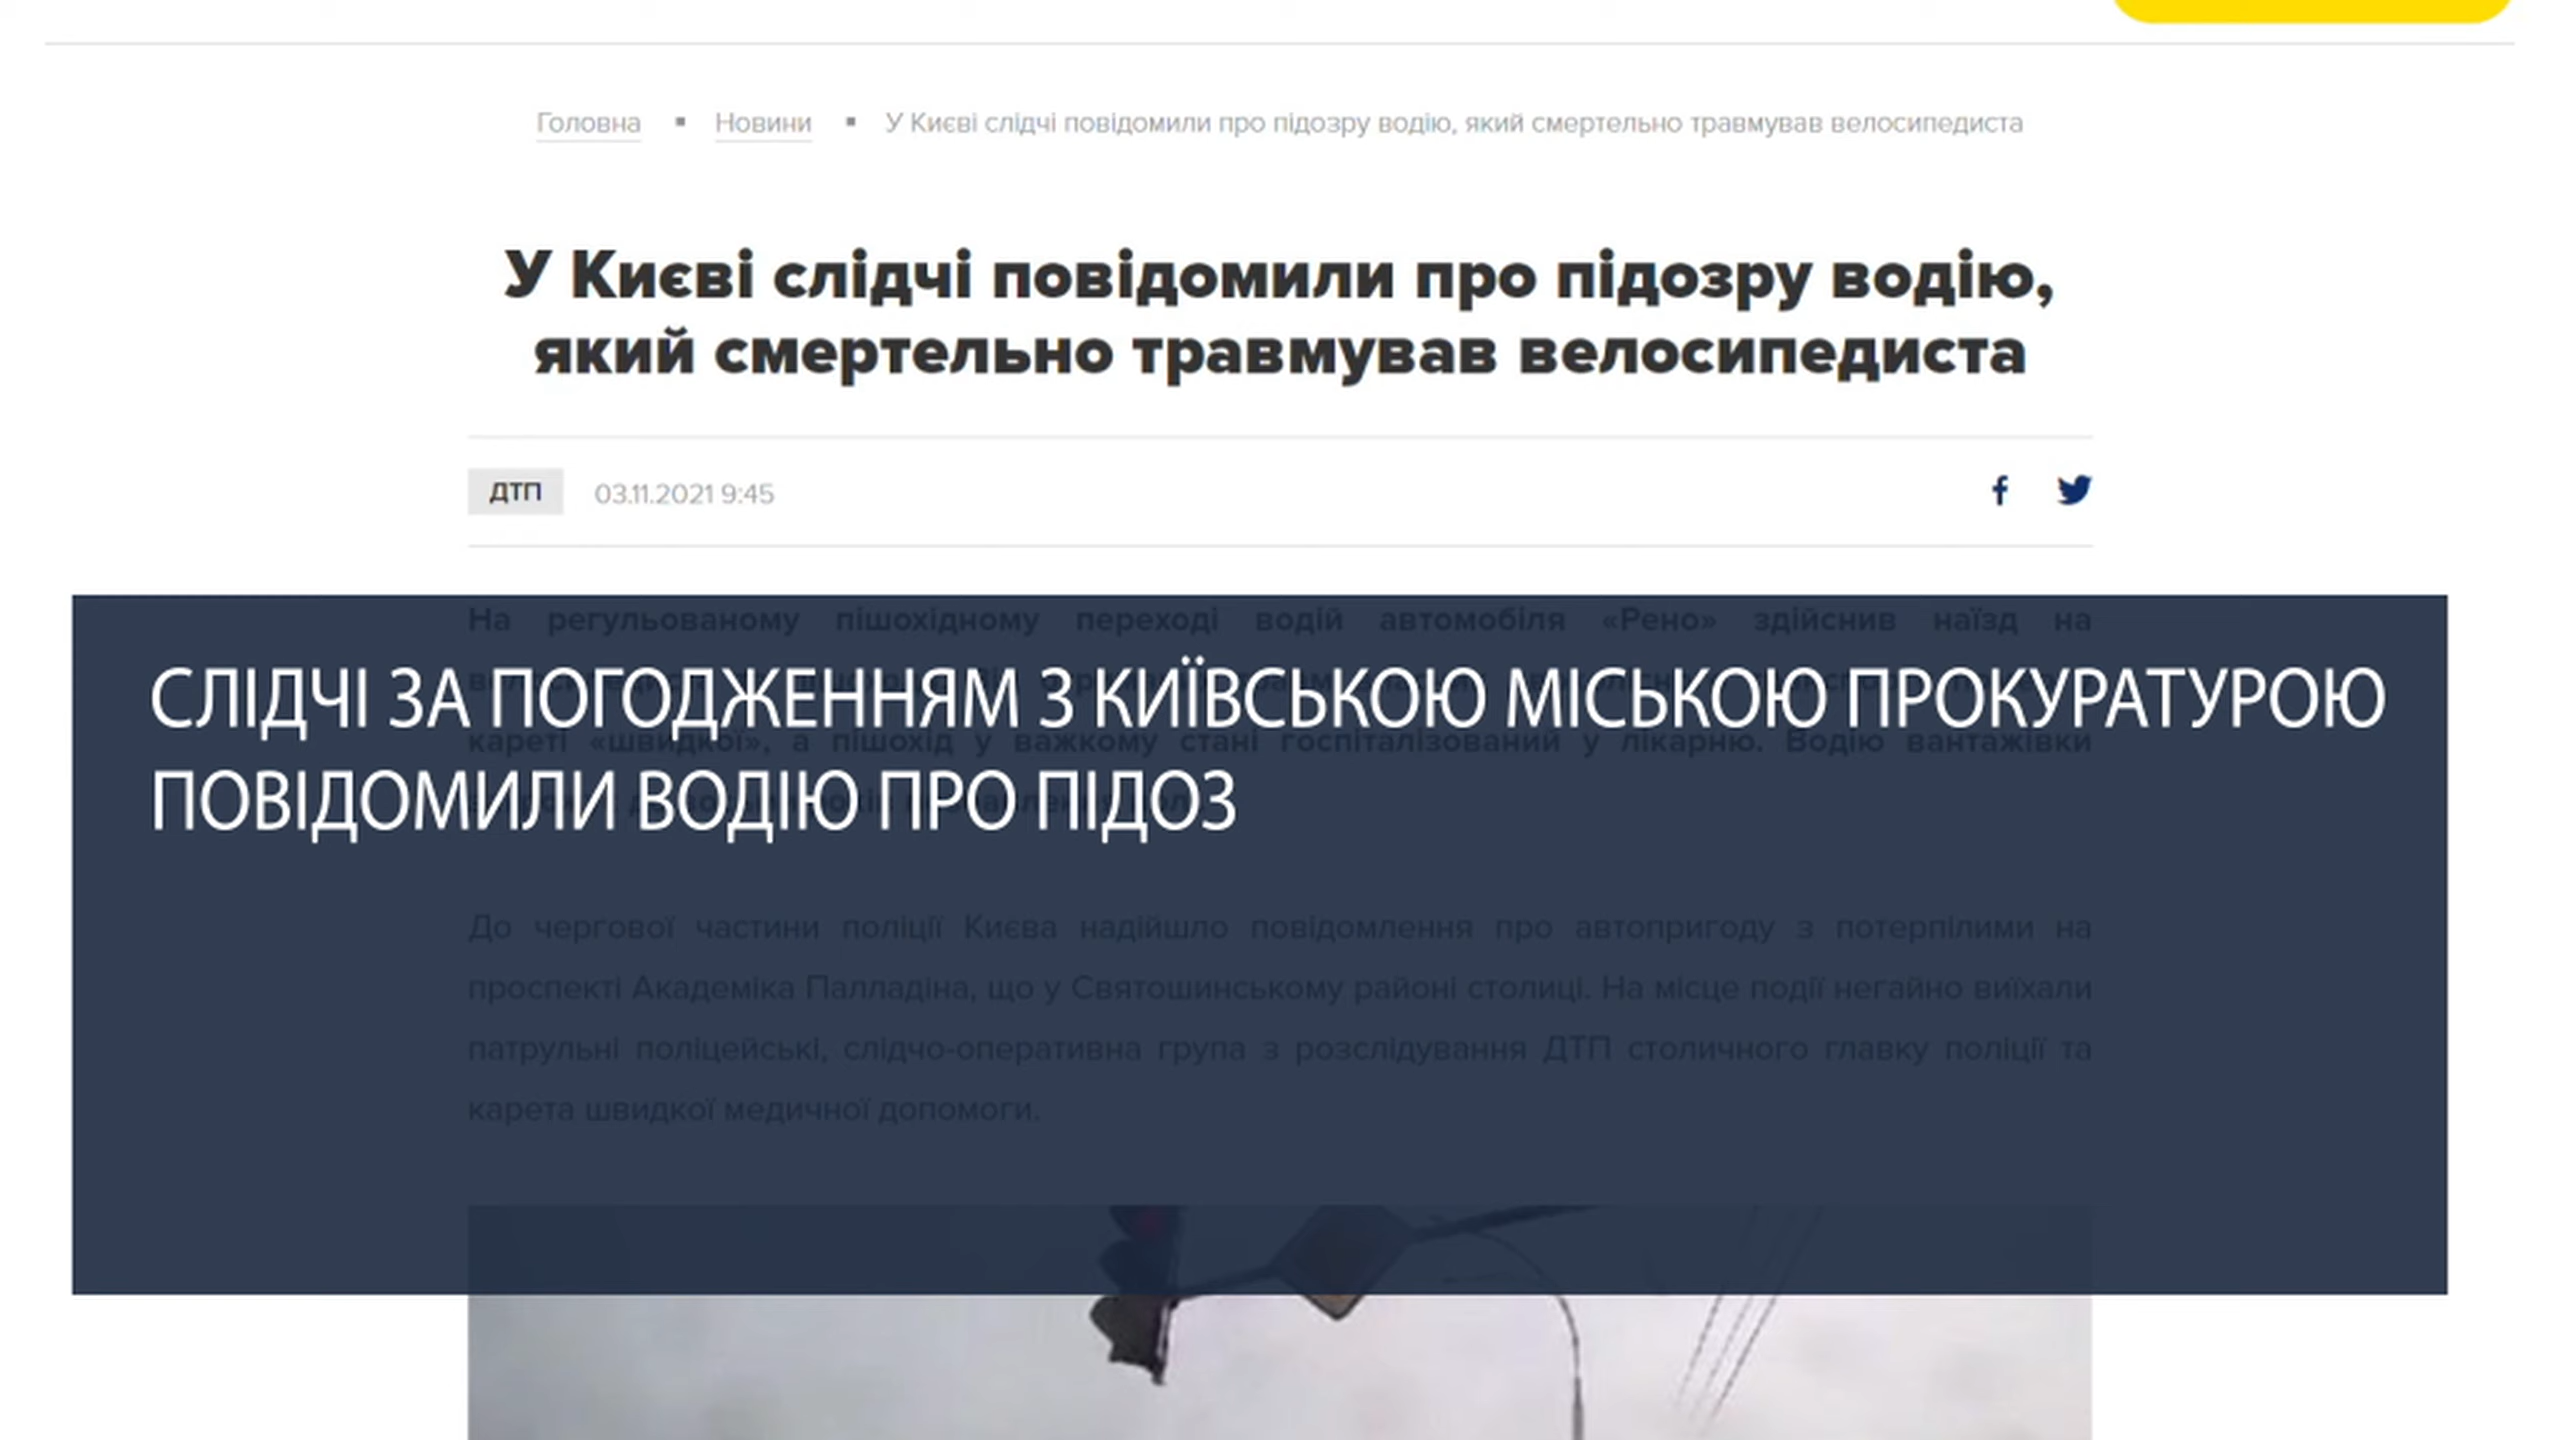 Головна ▪ Новини ▪ У Києві слідчі повідомили про підозру водію, який смертельно травмував велосипедиста
У Києві слідчі повідомили про підозру водію,
який смертельно травмував велосипедиста
ДТП 03.11.2021 9:45
На регульованому пішохідному переході водій автомобіля «Рено» здійснив наїзд на
СЛІДЧІ ЗА ПОГОДЖЕННЯМ З КИЇВСЬКОЮ МІСЬКОЮ ПРОКУРАТУРОЮ
кареті «швидкої», а пішохід у важкому стані госпіталізований у лікарню. Водію вантажівки
ПОВІДОМИЛИ ВОДІЮ ПРО ПІДОЗ
До чергової частини поліції Києва надійшло повідомлення про автопригоду з потерпілими на
проспекті Академіка Палладіна, що у Святошинському районі столиці. На місце події негайно виїхали
патрульні поліцейські, слідчо-оперативна група з розслідування ДТП столичного главку поліції та
карета швидкої медичної допомоги.